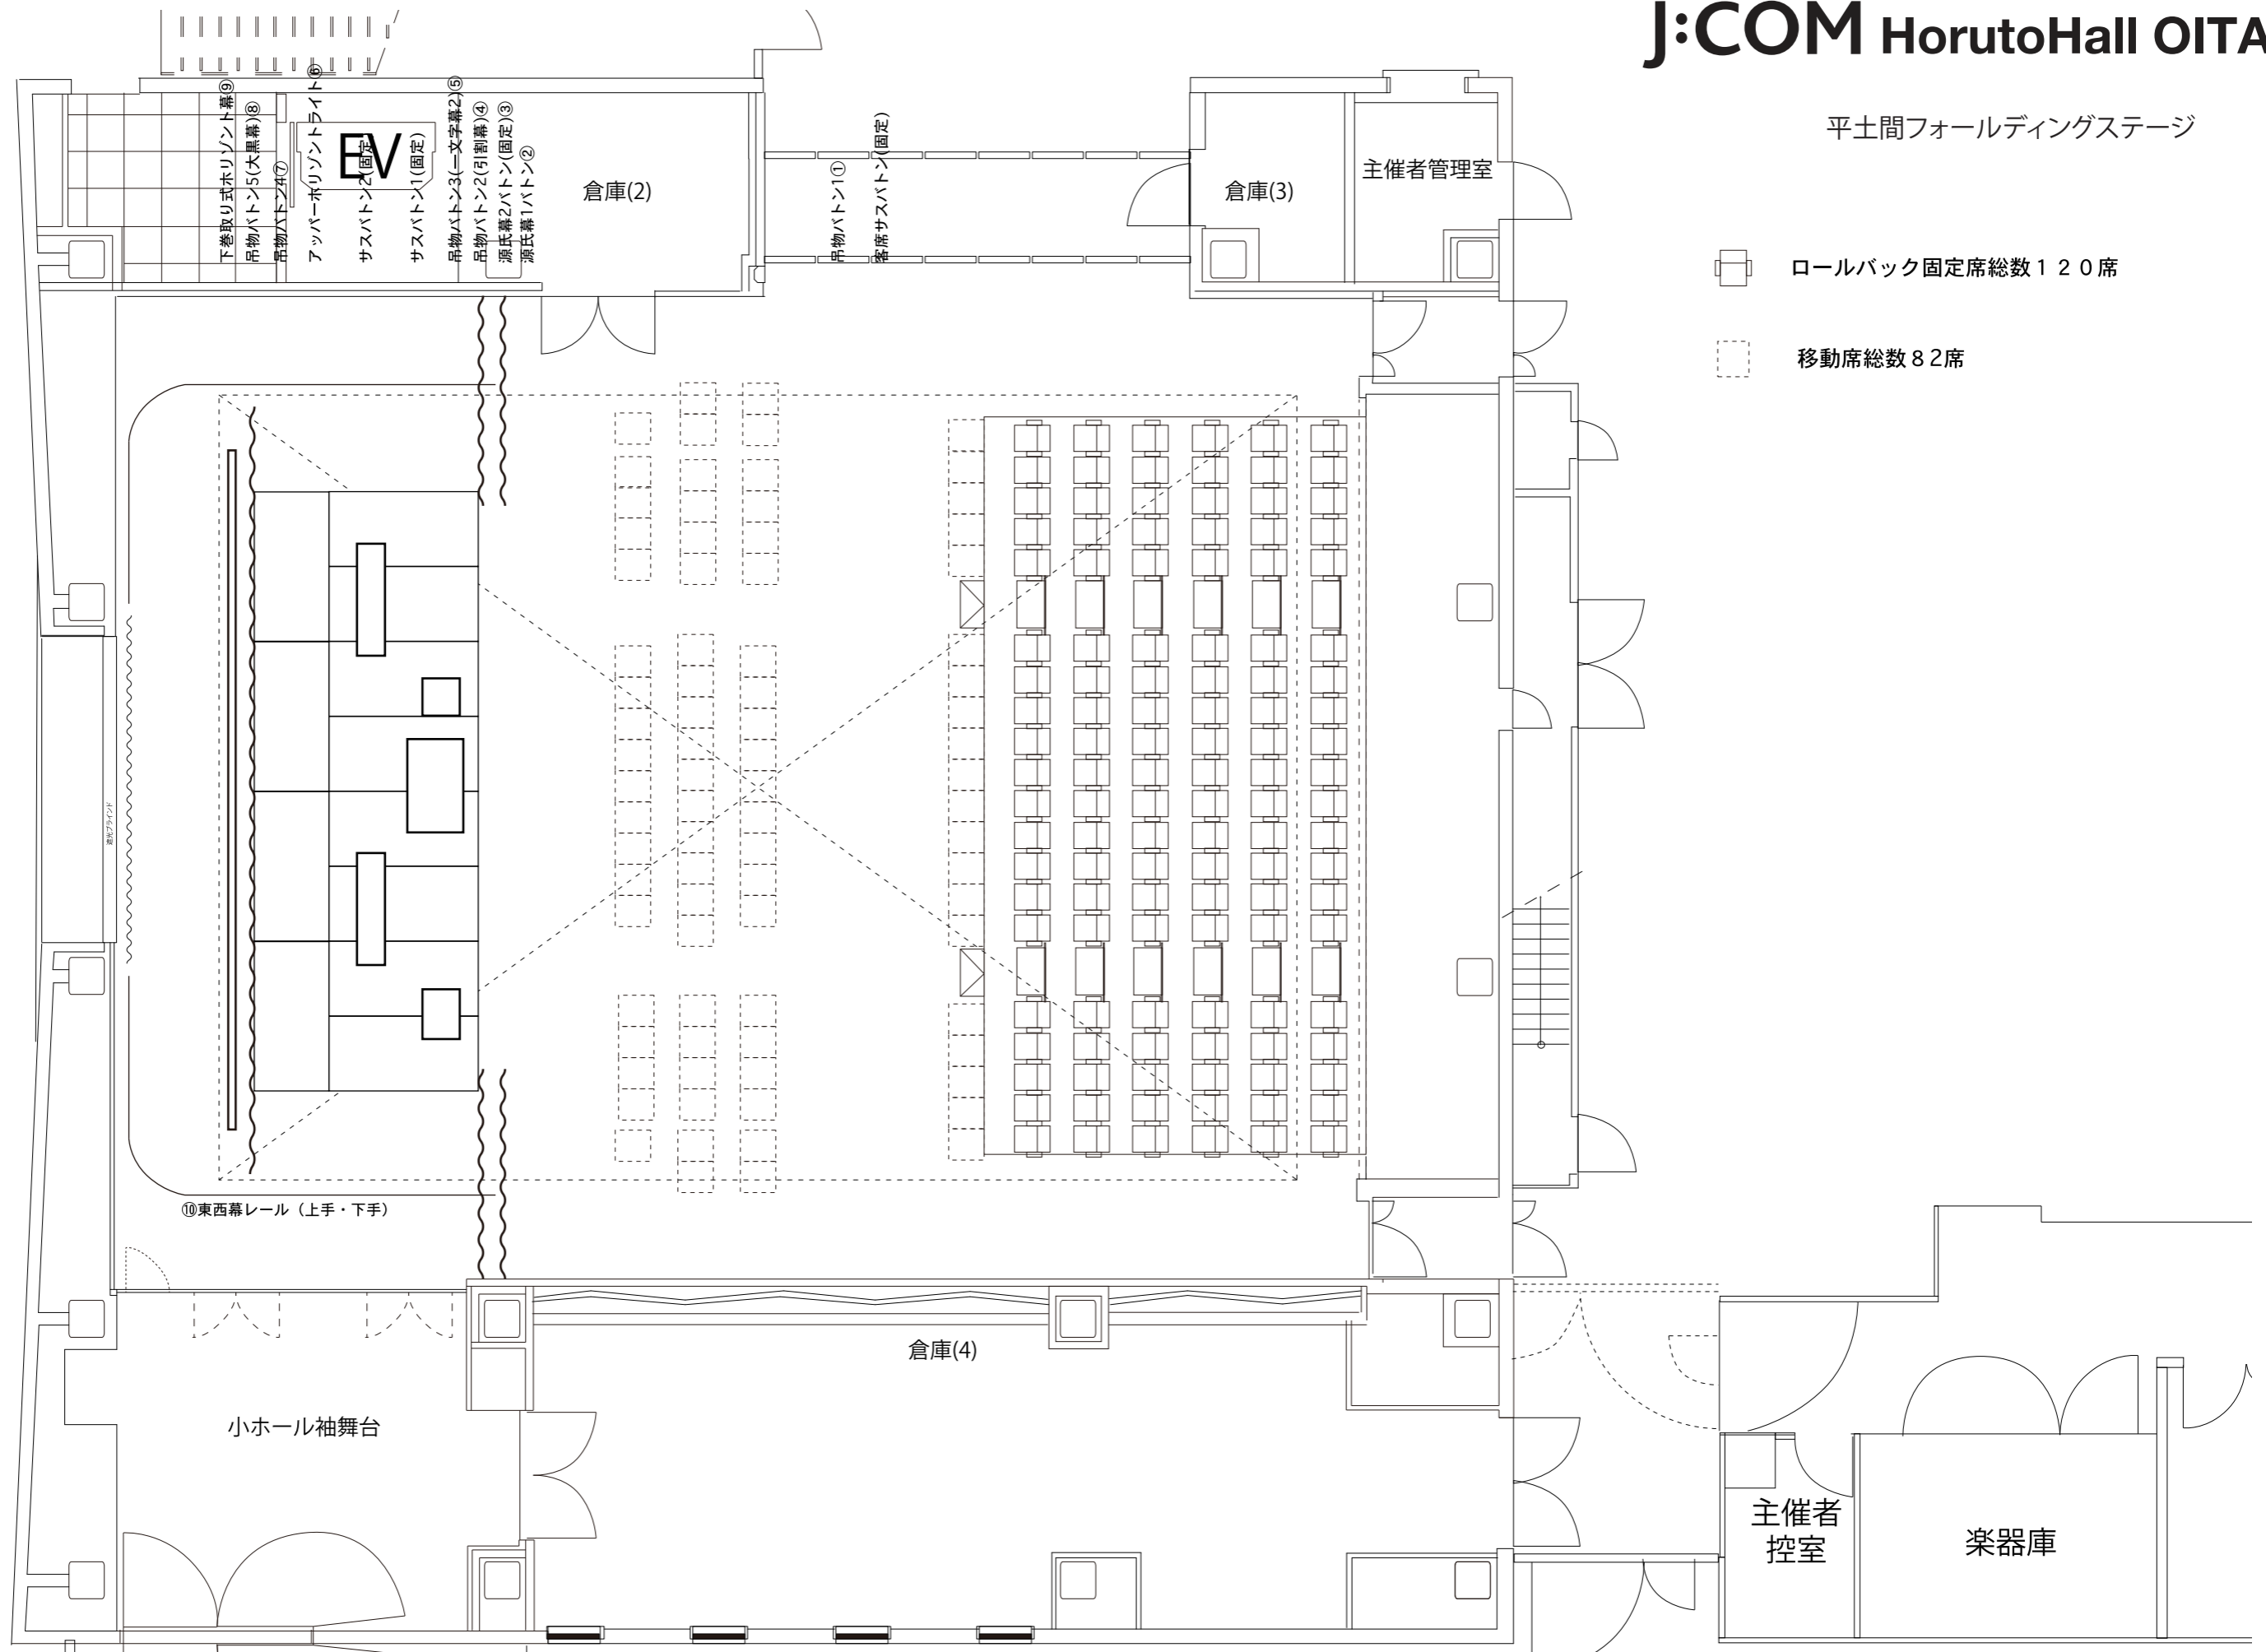 J:COM HorutoHall OITA
平土間フォールディングステージ
ロールバック固定席総数１２０席
移動席総数８２席
下巻取り式ホリゾント幕⑨
吊物バトン5(大黒幕)⑧
吊物バトン4⑦
アッパーホリゾントライト⑥
サスバトン2(固定)
サスバトン1(固定)
吊物バトン3(一文字幕2)⑤
吊物バトン2(引割幕)④
源氏幕2バトン(固定)③
源氏幕1バトン②
吊物バトン1①
客席サスバトン(固定)
EV
倉庫(2)
倉庫(3)
主催者管理室
遮光ブラインド
⑩東西幕レール（上手・下手）
倉庫(4)
小ホール袖舞台
主催者
控室
楽器庫